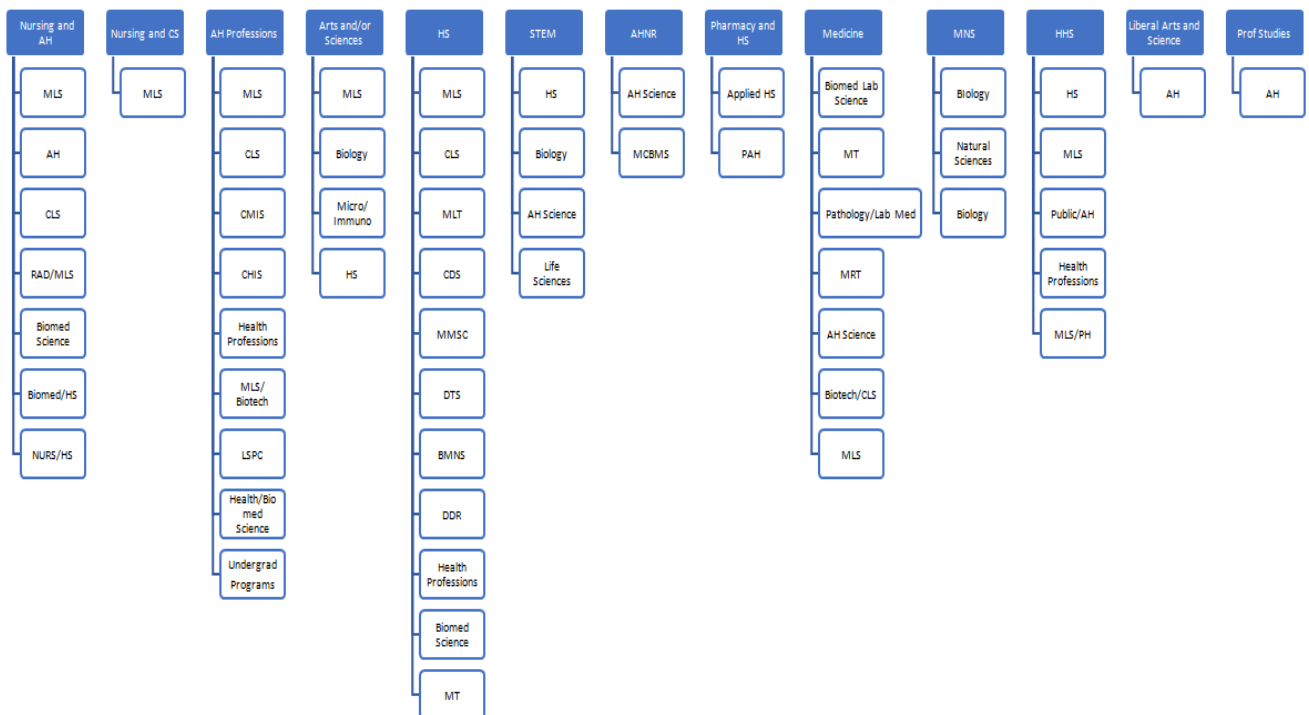 Nursing and
AH
MLS
AH
CLS
RAD/MLS
Biomed
Science
Biomed/HS
NURS/HS
Nursing and CS
MLS
AH Professions
MLS
CLS
CMIS
CHIS
Health
Professions
MLS/
Biotech
LSPC
Health/Bio
med
Science
Undergrad
Programs
Arts and/or
Sciences
MLS
Biology
Micro/
Immuno
HS
HS
MLS
CLS
MLT
CDS
MMSC
DTS
BMNS
DDR
Health
Professions
Biomed
Science
MT
STEM
HS
Biology
AH Science
Life
Sciences
AHNR
AH Science
MCBMS
Pharmacy and
HS
Applied HS
PAH
Medicine
Biomed Lab
Science
MT
Pathology/Lab Med
MRT
AH Science
Biotech/CLS
MLS
MNS
BIology
Natural
Sciences
Biology
HHS
HS
MLS
Public/AH
Health
Professions
MLS/PH
Liberal Arts and
Science
AH
Prof Studies
AH